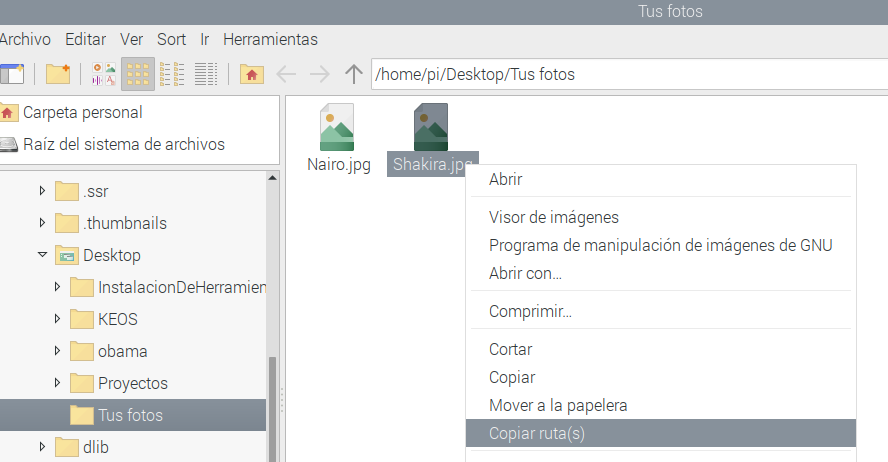 Tus fotos
Archivo Editar Ver Sort Ir Herramientas
/home/pi/Desktop/Tus fotos
Carpeta personal
Raíz del sistema de archivos
.ssr
.thumbnails
Desktop
InstalacionDeHerramien
KEOS
obama
Proyectos
Tus fotos
dlib
Nairo.jpg
Shakira.jpg
Abrir
Visor de imágenes
Programa de manipulación de imágenes de GNU
Abrir con...
Comprimir...
Cortar
Copiar
Mover a la papelera
Copiar ruta(s)